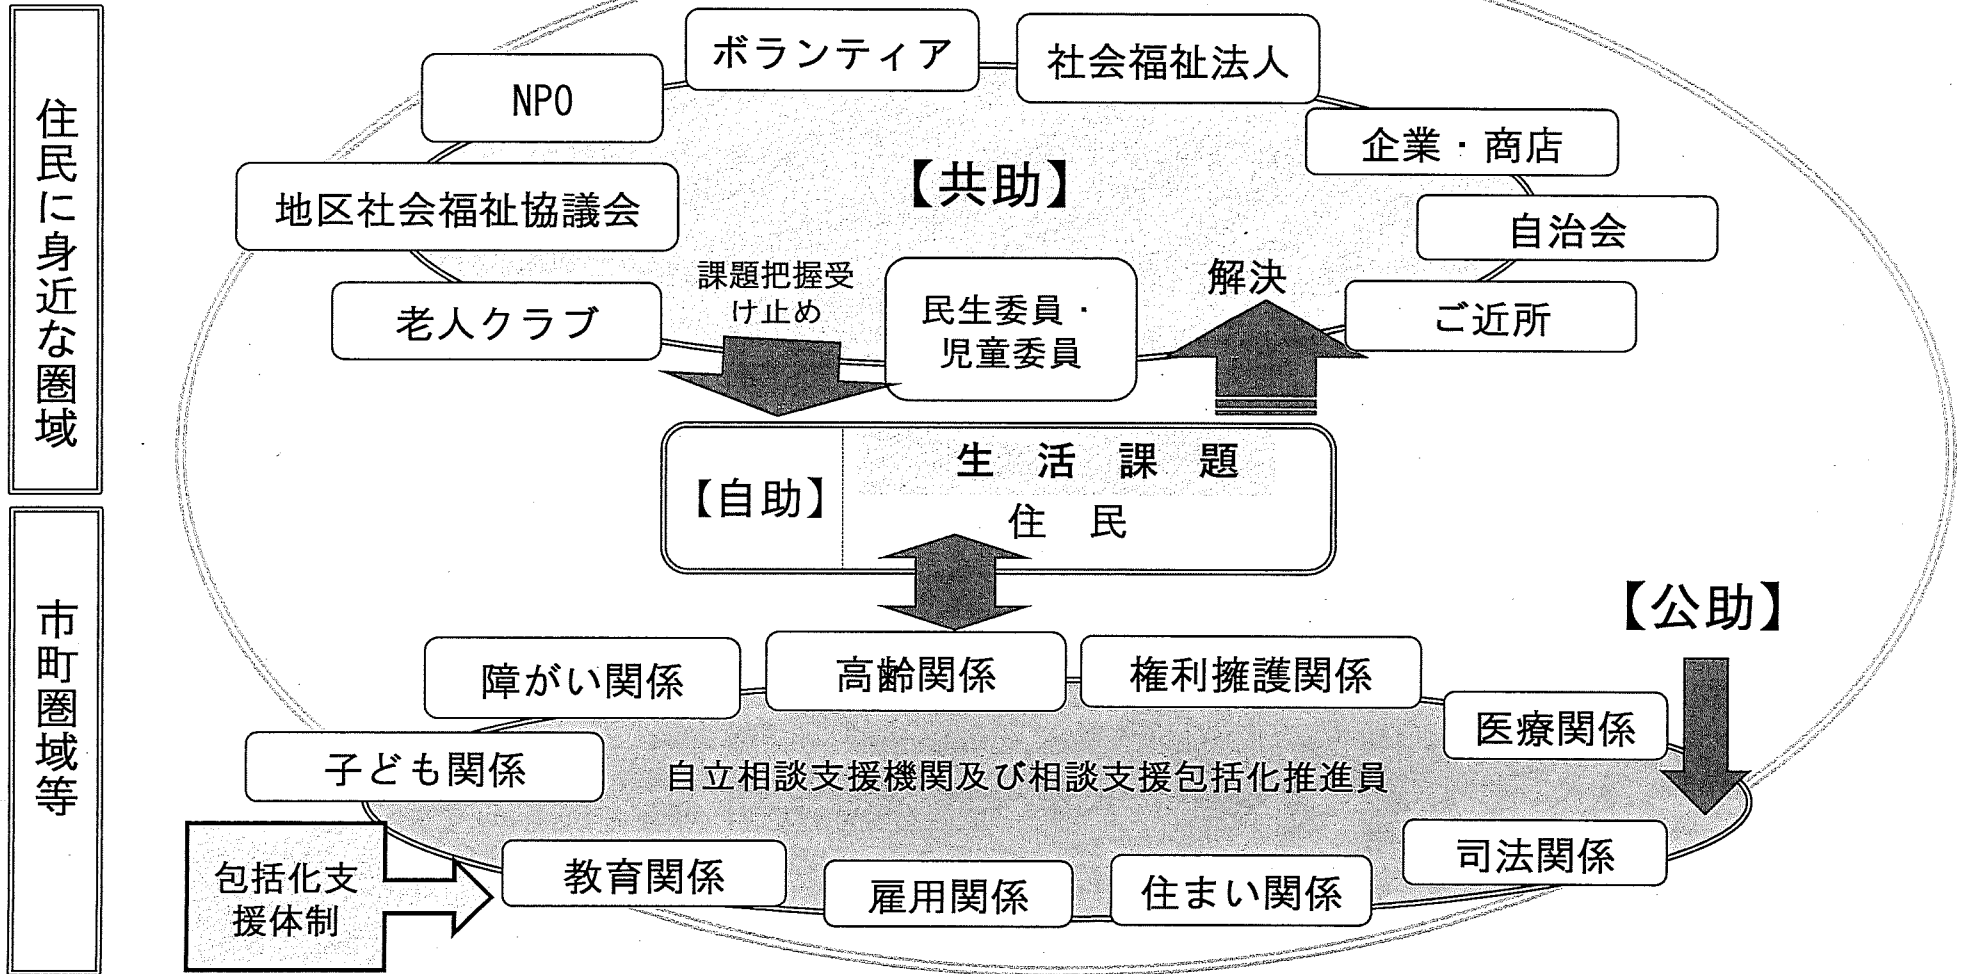 住民に身近な圏域
ボランティア
社会福祉法人
NPO
企業・商店
【共助】
地区社会福祉協議会
自治会
課題把握受
け止め
民生委員・
児童委員
解決
老人クラブ
ご近所
【自助】
生 活 課 題
住 民
市町圏域等
【公助】
障がい関係
高齢関係
権利擁護関係
医療関係
子ども関係
自立相談支援機関及び相談支援包括化推進員
包括化支
援体制
教育関係
雇用関係
住まい関係
司法関係